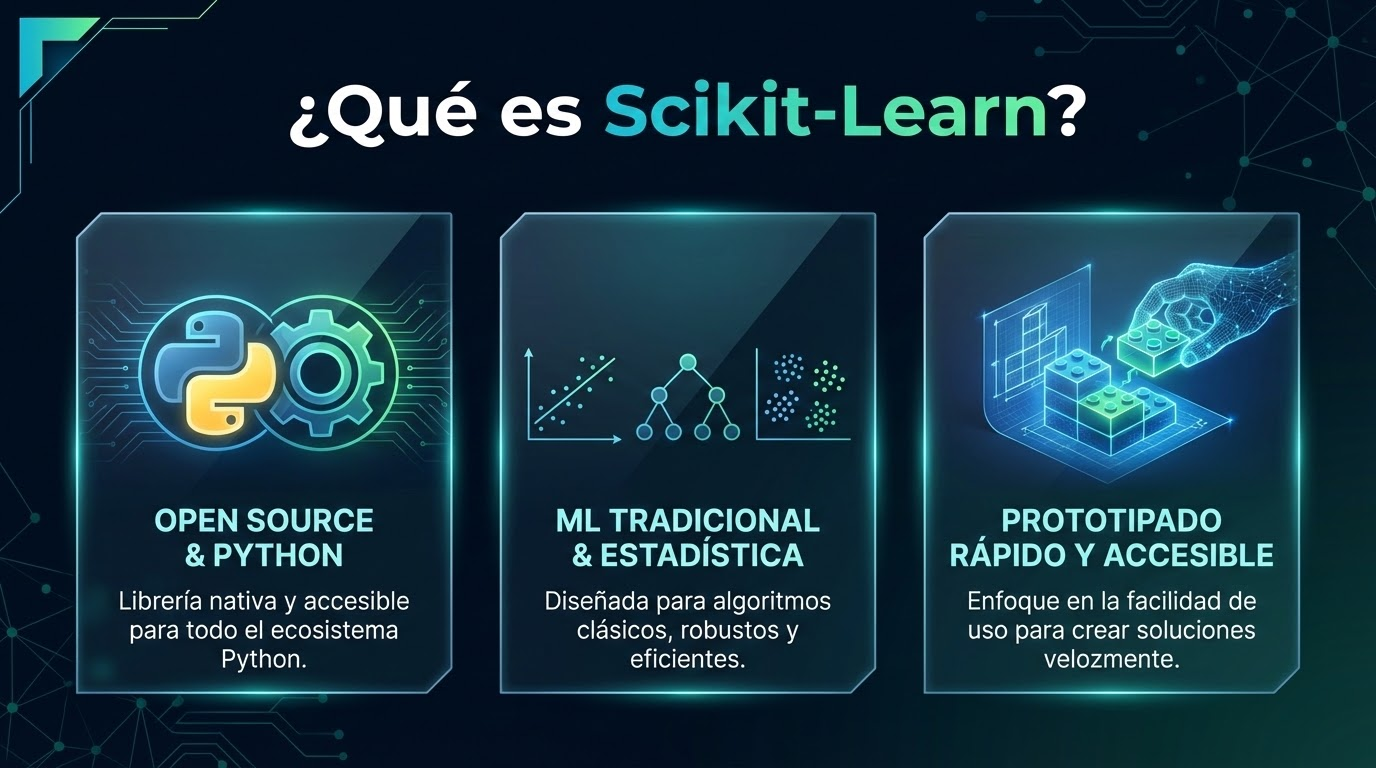 ¿Qué es Scikit-Learn?
OPEN SOURCE
& PYTHON
Librería nativa y accesible
para todo el ecosistema
Python.
ML TRADICIONAL
& ESTADÍSTICA
Diseñada para algoritmos
clásicos, robustos y
eficientes.
PROTOTIPADO
RÁPIDO Y ACCESIBLE
Enfoque en la facilidad de
uso para crear soluciones
velozmente.